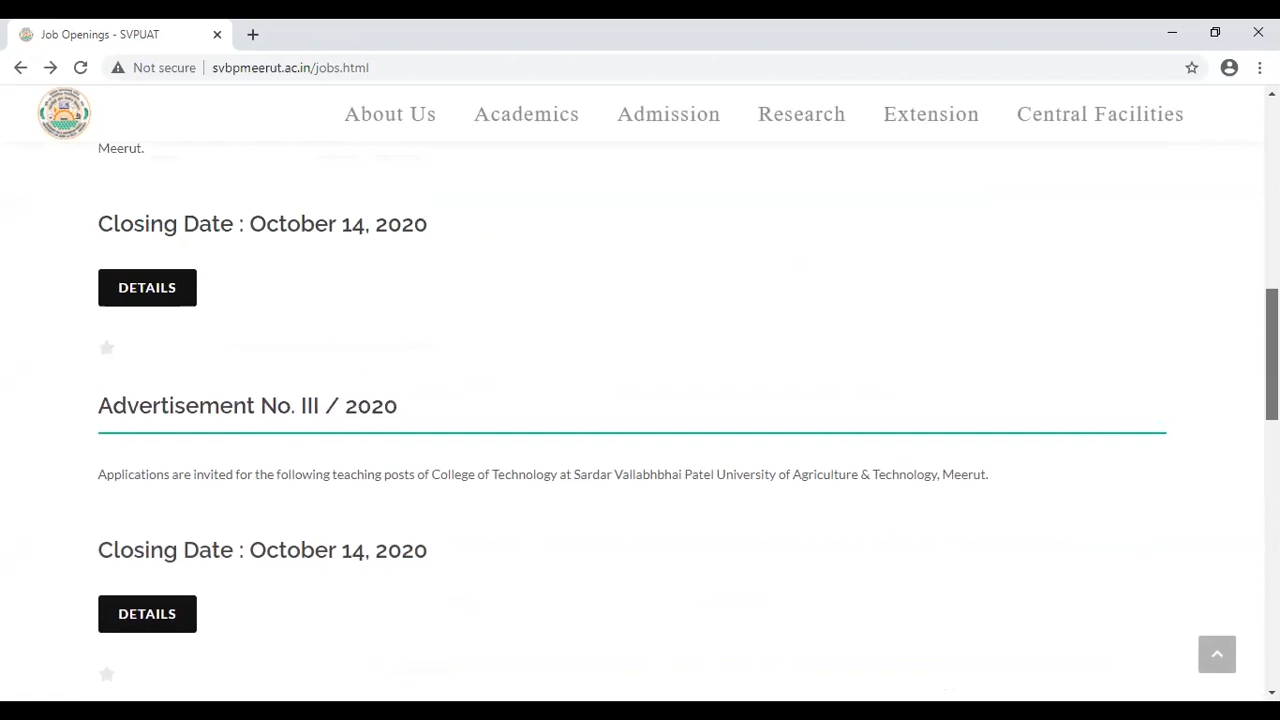 Job Openings - SVPUAT
Not secure svbpmeerut.ac.in/jobs.html
About Us Academics Admission Research Extension Central Facilities
Meerut.
Closing Date : October 14, 2020
DETAILS
Advertisement No. III / 2020
Applications are invited for the following teaching posts of College of Technology at Sardar Vallabhbhai Patel University of Agriculture & Technology, Meerut.
Closing Date : October 14, 2020
DETAILS